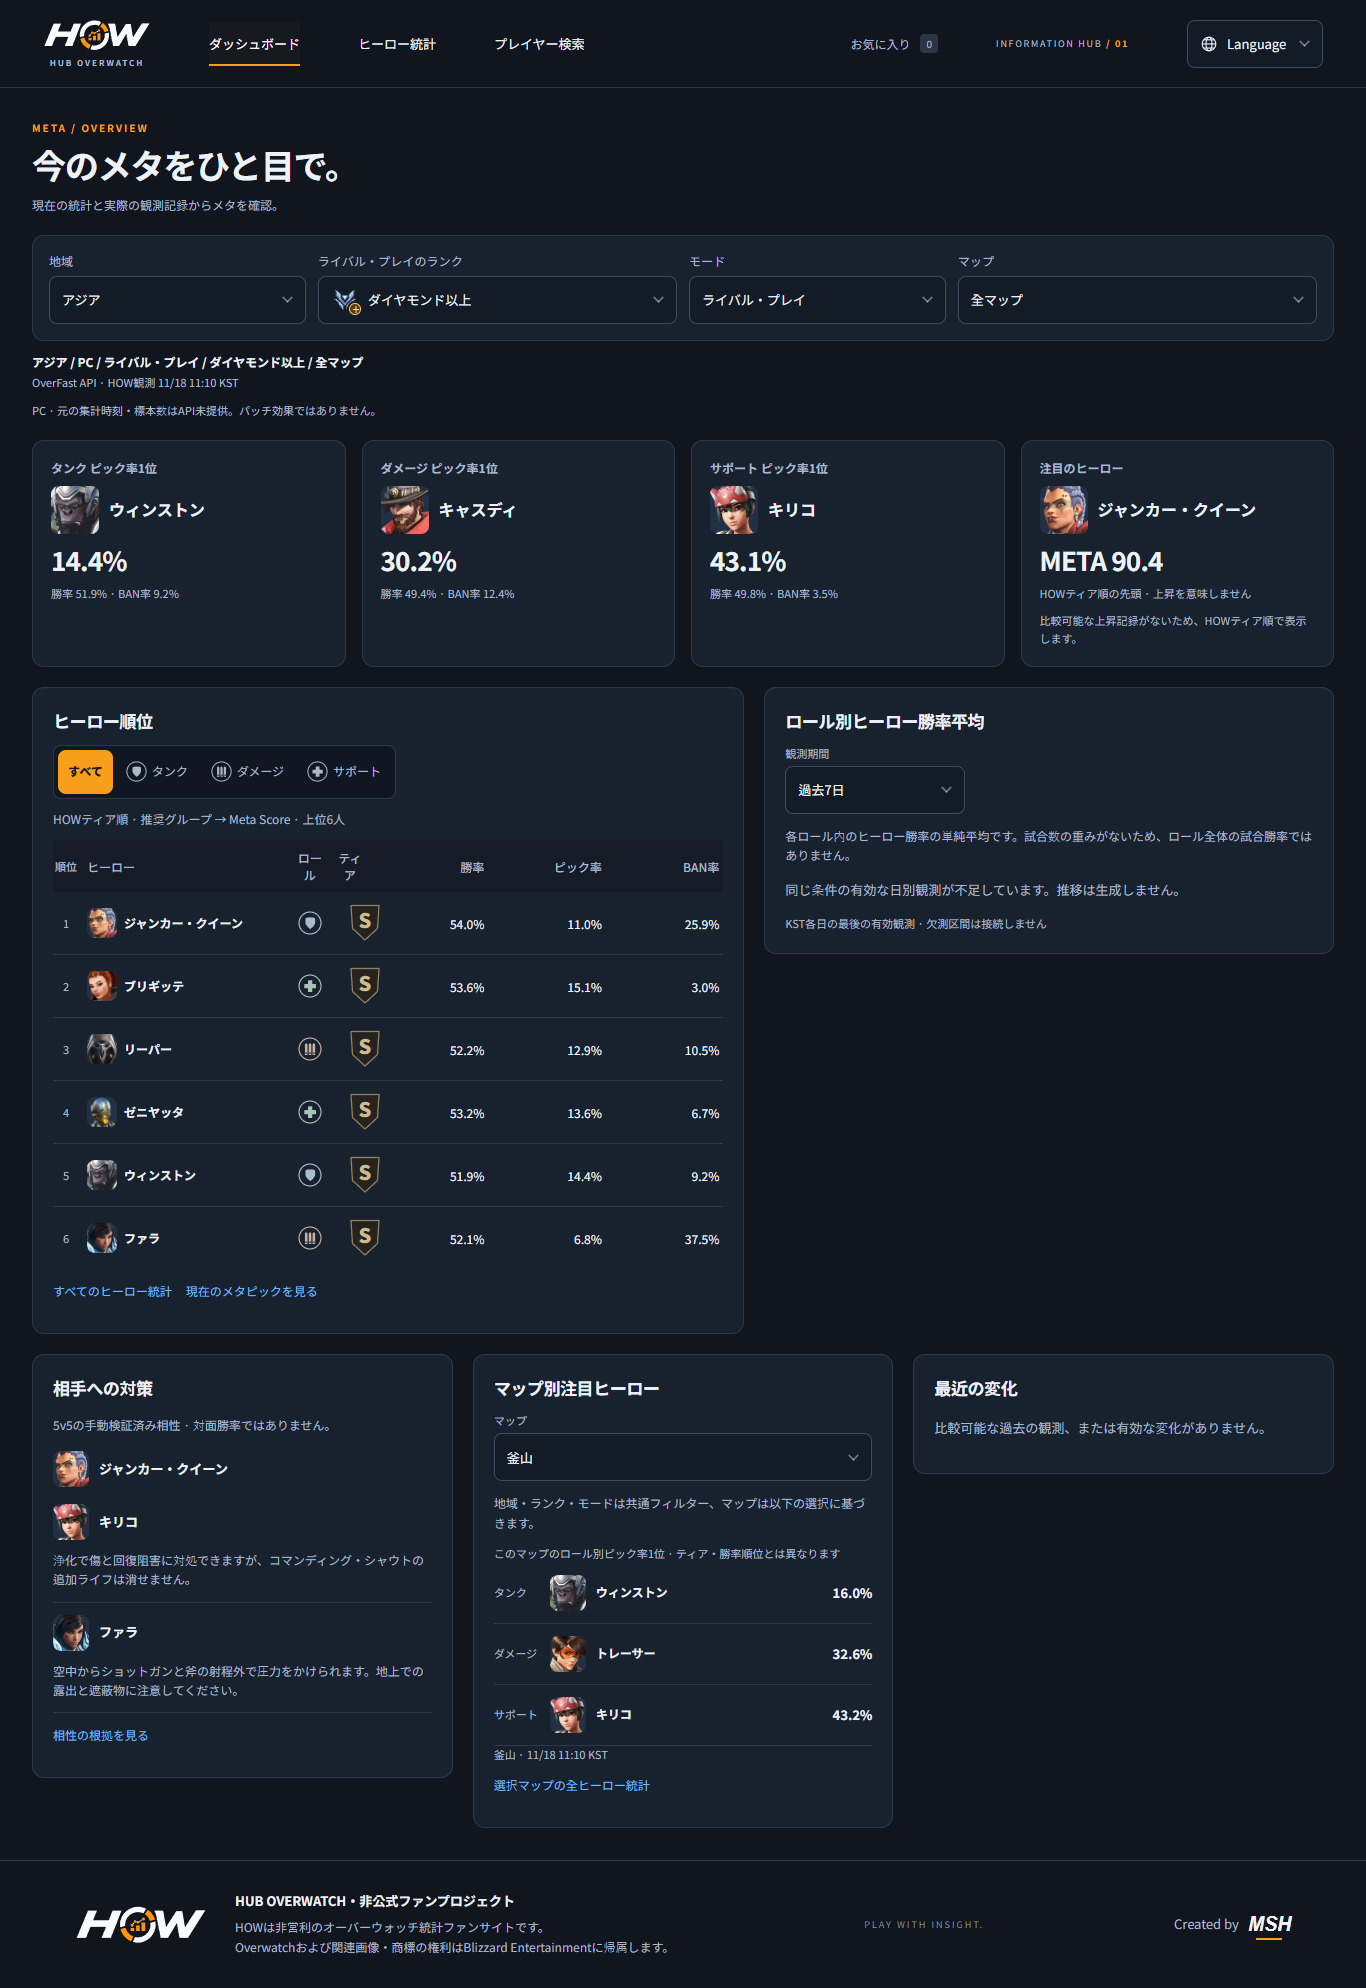 HOW
HUB OVERWATCH
ダッシュボード
ヒーロー統計
プレイヤー検索
お気に入り 0
INFORMATION HUB / 01
Language
META / OVERVIEW
今のメタをひと目で。
現在の統計と実際の観測記録からメタを確認。
地域
ライバル・プレイのランク
モード
マップ
アジア
ダイヤモンド以上
ライバル・プレイ
全マップ
アジア / PC / ライバル・プレイ / ダイヤモンド以上 / 全マップ
OverFast API · HOW観測 11/18 11:10 KST
PC · 元の集計時刻・標本数はAPI未提供。パッチ効果ではありません。
タンク ピック率1位
ウィンストン
14.4%
勝率 51.9% · BAN率 9.2%
ダメージ ピック率1位
キャスディ
30.2%
勝率 49.4% · BAN率 12.4%
サポート ピック率1位
キリコ
43.1%
勝率 49.8% · BAN率 3.5%
注目のヒーロー
ジャンカー・クイーン
META 90.4
HOWティア順の先頭 · 上昇を意味しません
比較可能な上昇記録がないため、HOWティア順で表示
します。
ヒーロー順位
すべて タンク ダメージ サポート
HOWティア順 · 推奨グループ → Meta Score · 上位6人
順位 ヒーロー ロール ティア 勝率 ピック率 BAN率
1 ジャンカー・クイーン S 54.0% 11.0% 25.9%
2 ブリギッテ S 53.6% 15.1% 3.0%
3 リーパー S 52.2% 12.9% 10.5%
4 ゼニヤッタ S 53.2% 13.6% 6.7%
5 ウィンストン S 51.9% 14.4% 9.2%
6 ファラ S 52.1% 6.8% 37.5%
すべてのヒーロー統計 現在のメタピックを見る
ロール別ヒーロー勝率平均
観測期間
過去7日
各ロール内のヒーロー勝率の単純平均です。試合数の重みがないため、ロール全体の試合勝率では
ありません。
同じ条件の有効な日別観測が不足しています。推移は生成しません。
KST各日の最後の有効観測 · 欠測区間は接続しません
相手への対策
5v5の手動検証済み相性 · 対面勝率ではありません。
ジャンカー・クイーン
キリコ
浄化で傷と回復阻害に対処できますが、コマンディング・シャウトの
追加ライフは消せません。
ファラ
空中からショットガンと斧の射程外で圧力をかけられます。地上での
露出と遮蔽物に注意してください。
相性の根拠を見る
マップ別注目ヒーロー
マップ
釜山
地域・ランク・モードは共通フィルター、マップは以下の選択に基づ
きます。
このマップのロール別ピック率1位 · ティア・勝率順位とは異なります
タンク ウィンストン 16.0%
ダメージ トレーサー 32.6%
サポート キリコ 43.2%
釜山 · 11/18 11:10 KST
選択マップの全ヒーロー統計
最近の変化
比較可能な過去の観測、または有効な変化がありません。
HOW
HUB OVERWATCH • 非公式ファンプロジェクト
HOWは非営利のオーバーウォッチ統計ファンサイトです。
Overwatchおよび関連画像・商標の権利はBlizzard Entertainmentに帰属します。
PLAY WITH INSIGHT.
Created by MSH